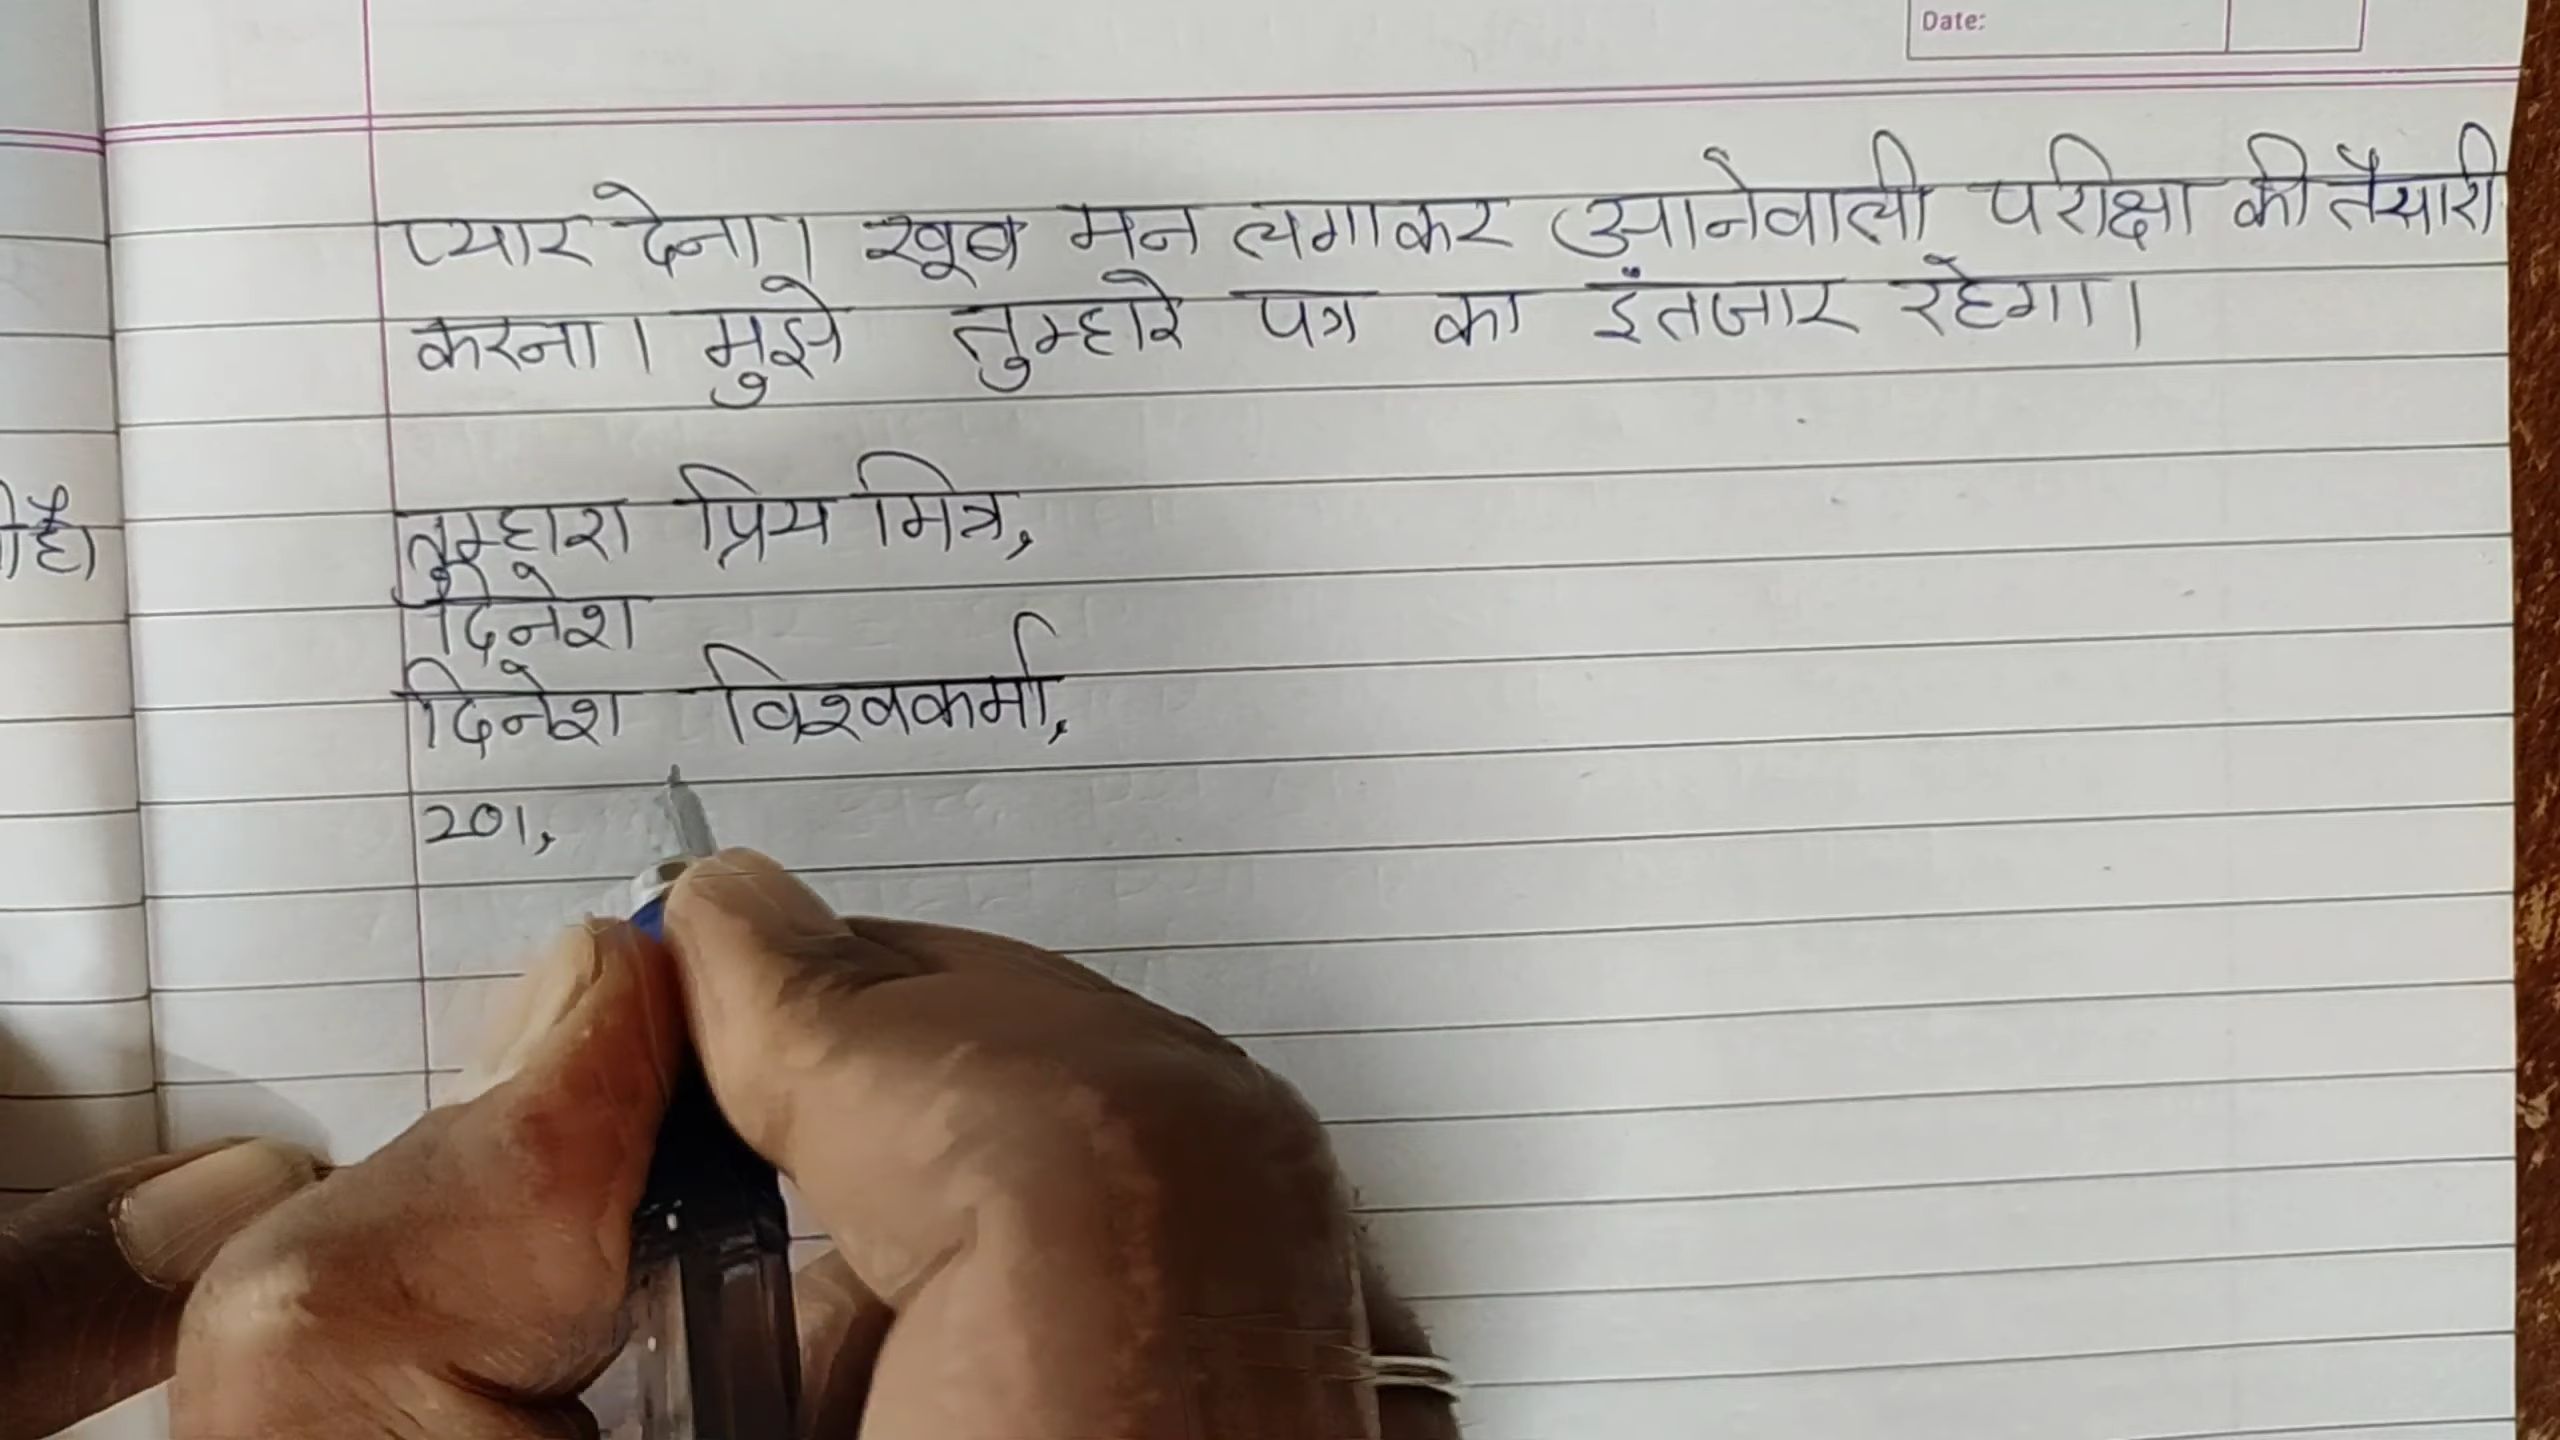 Date:
प्यार देना। खूब मन लगाकर आनेवाली परीक्षा की तैयारी
करना। मुझे तुम्हारे पत्र का इंतजार रहेगा।
तुम्हारा प्रिय मित्र,
दिनेश
दिनेश विश्वकर्मा,
201,